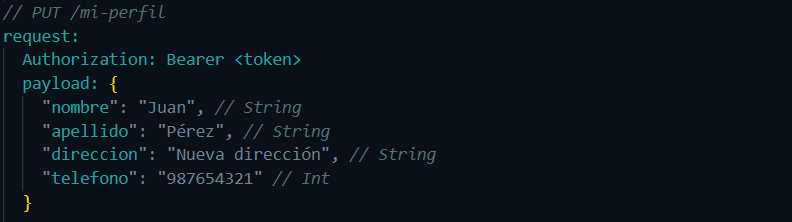 // PUT /mi-perfil
request:
Authorization: Bearer <token>
payload: {
"nombre": "Juan", // String
"apellido": "Pérez", // String
"direccion": "Nueva dirección", // String
"telefono": "987654321" // Int
}